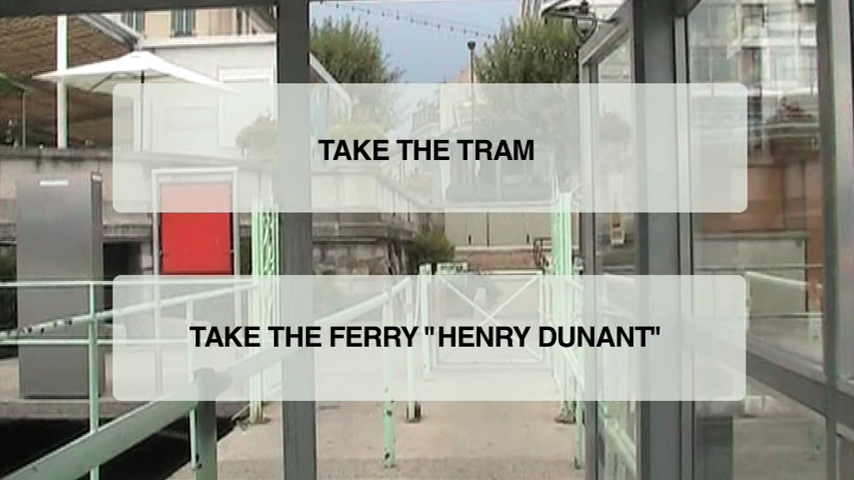 TAKE THE TRAM
TAKE THE FERRY "HENRY DUNANT"